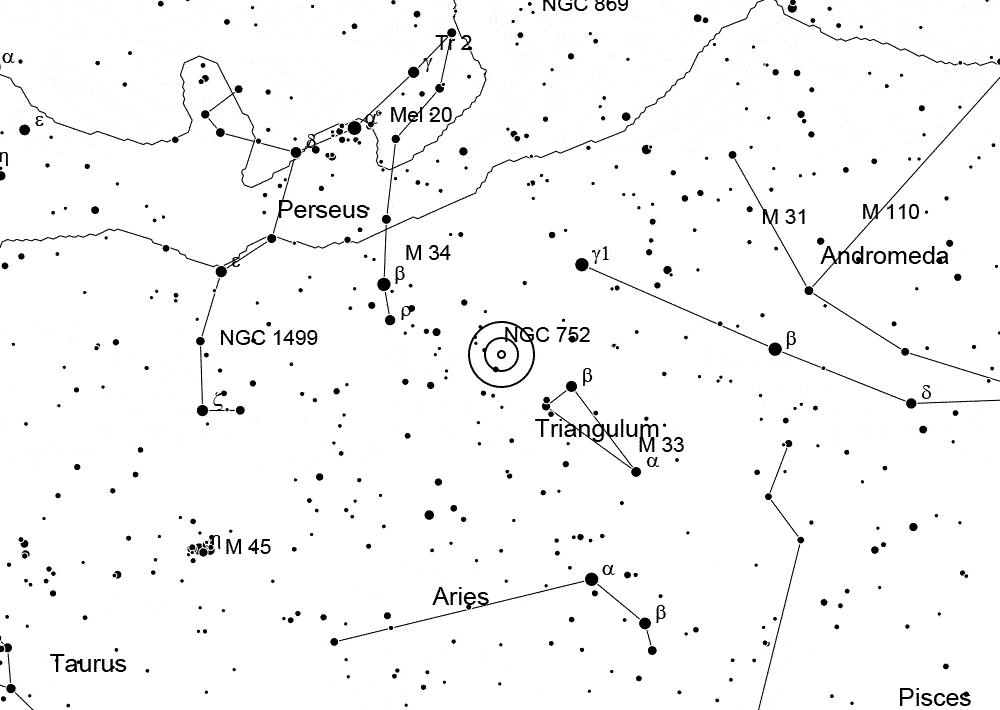 NGC 869
Tr 2
α
γ
Mel 20
α
ε
δ
η
Perseus
M 31
M 110
Andromeda
γ1
M 34
ε
β
ρ
NGC 1499
NGC 752
β
β
δ
ζ
Triangulum
M 33
α
η
M 45
α
Aries
β
Taurus
Pisces